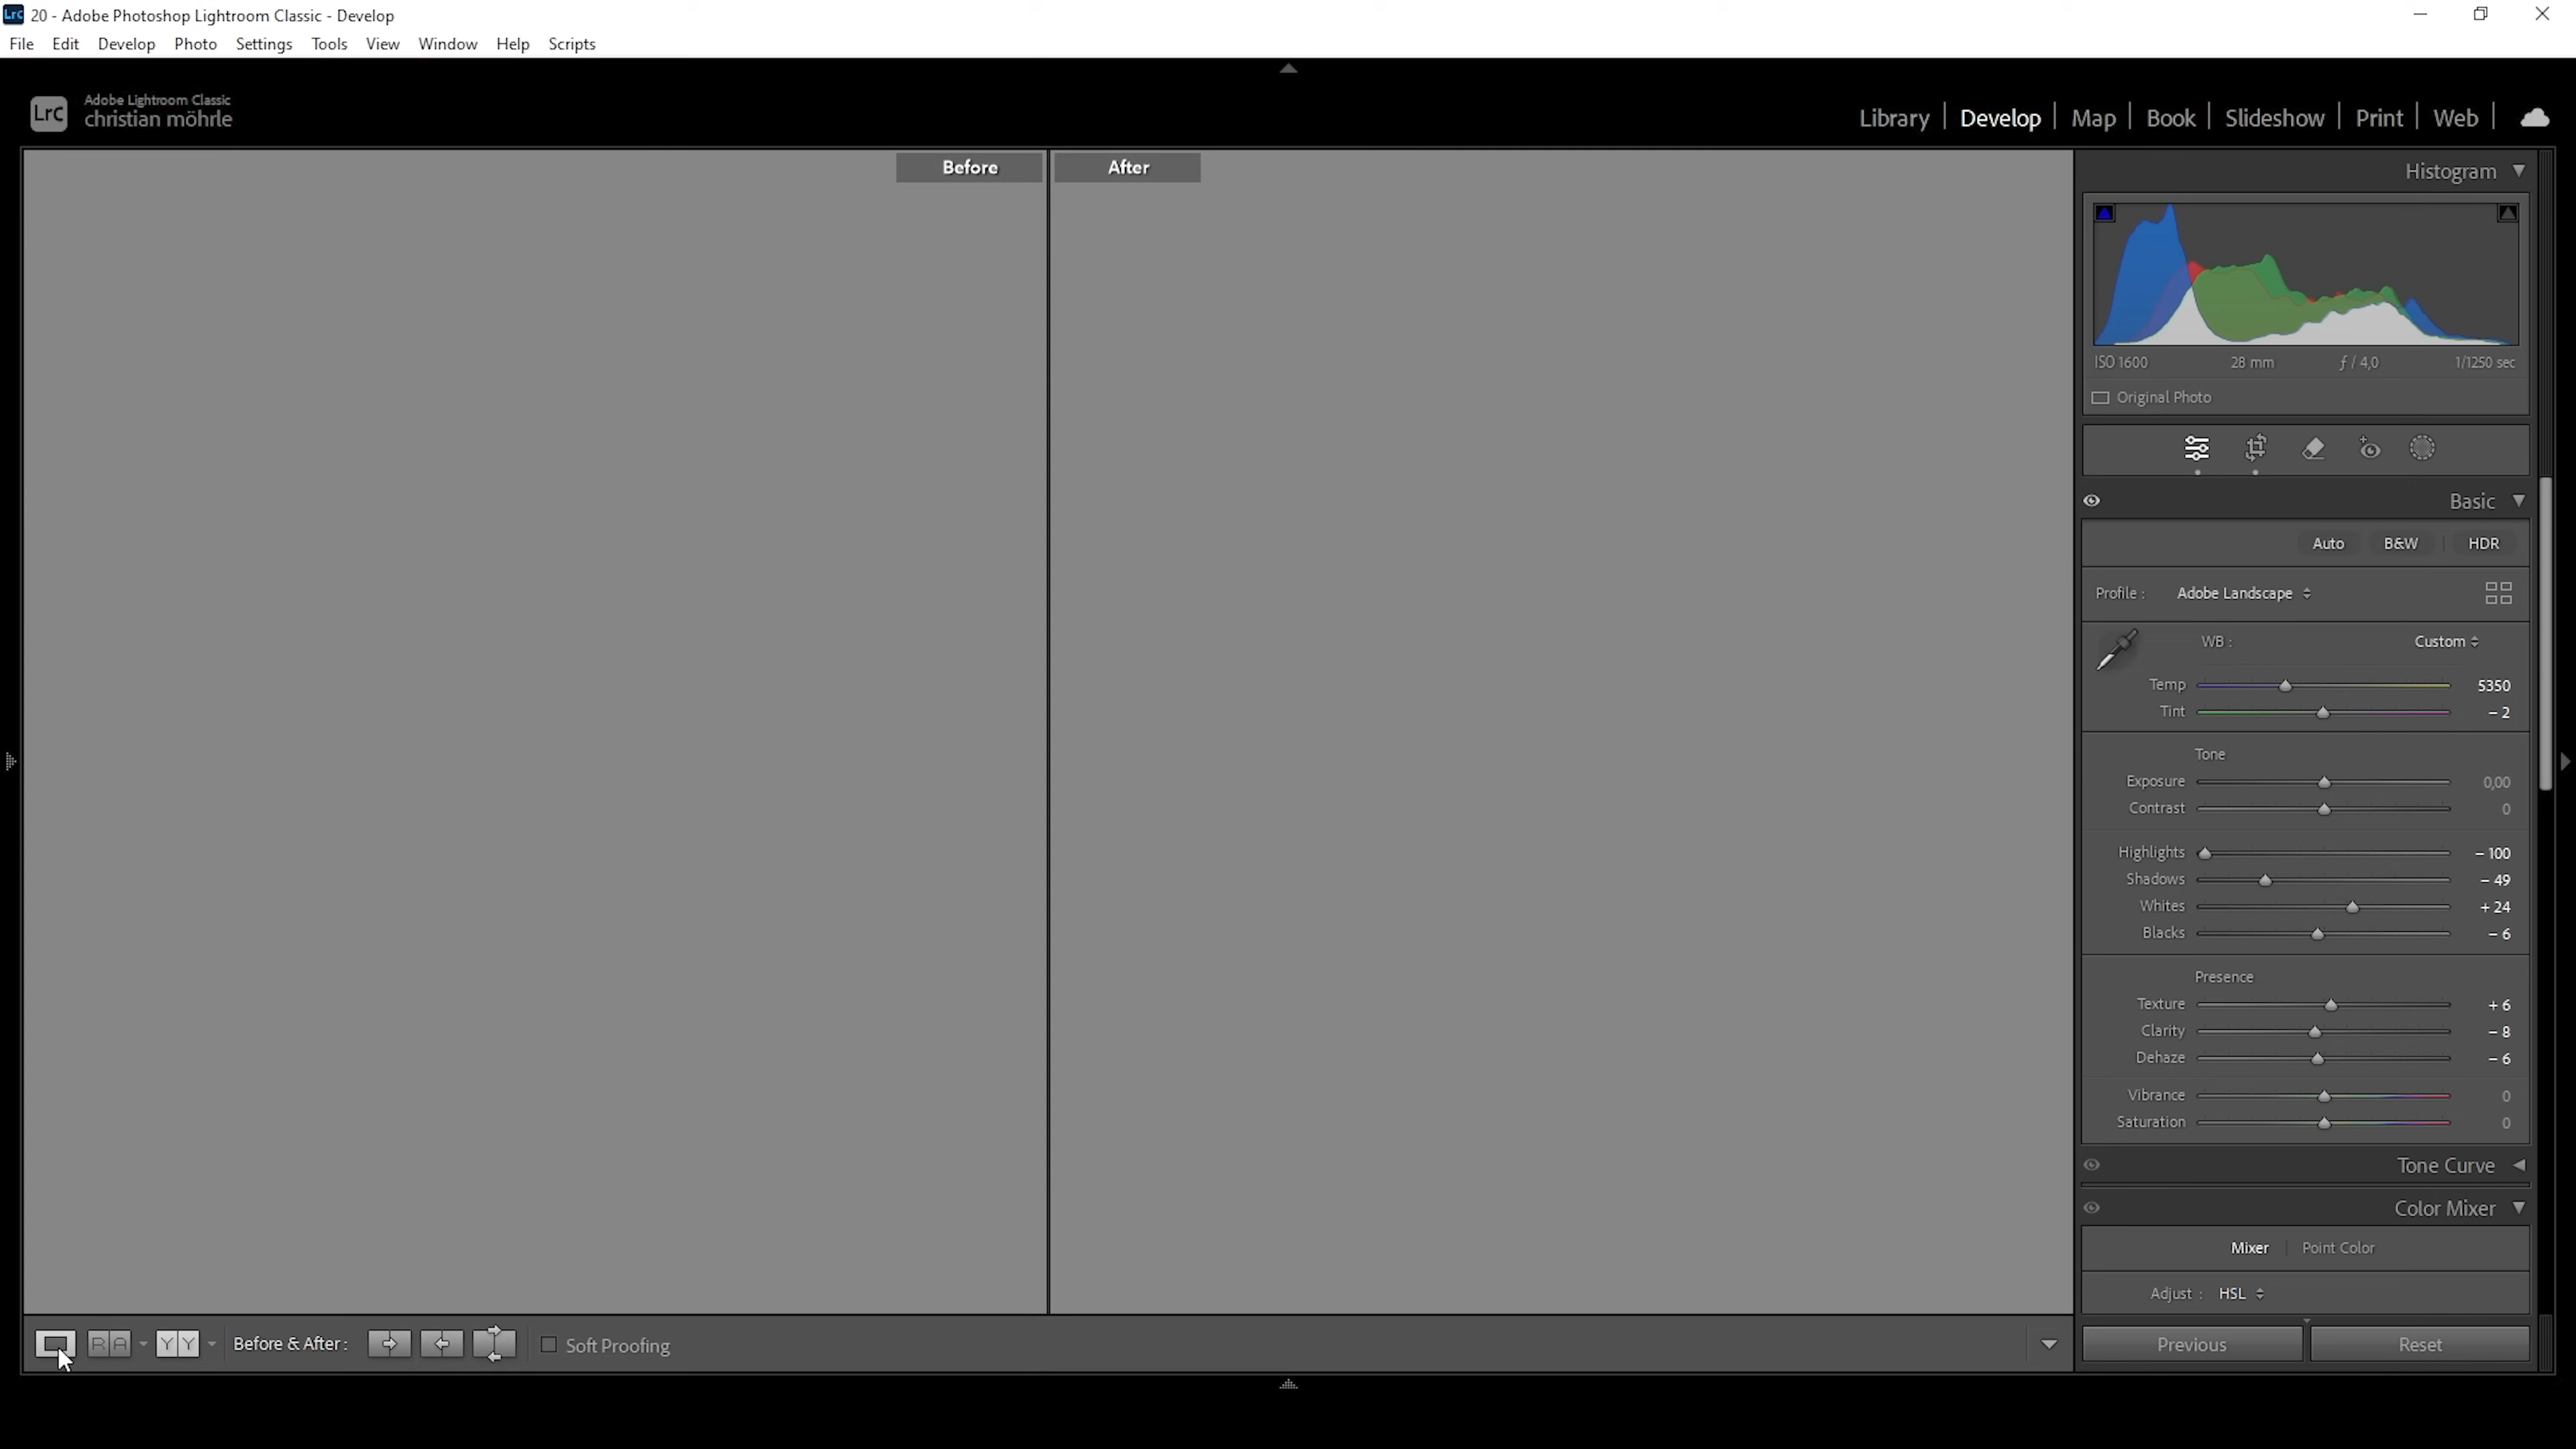 Lrc 20 - Adobe Photoshop Lightroom Classic - Develop
File Edit Develop Photo Settings Tools View Window Help Scripts
Lrc Adobe Lightroom Classic
christian möhrle
Library | Develop | Map | Book | Slideshow | Print | Web |
Before After
Histogram
ISO 1600 28 mm ƒ / 4,0 1/1250 sec
Original Photo
Basic
Auto B&W HDR
Profile : Adobe Landscape
WB : Custom
Temp 5350
Tint – 2
Tone
Exposure 0,00
Contrast 0
Highlights – 100
Shadows – 49
Whites + 24
Blacks – 6
Presence
Texture + 6
Clarity – 8
Dehaze – 6
Vibrance 0
Saturation 0
Tone Curve
Color Mixer
Mixer Point Color
Adjust : HSL
R A Y Y Before & After : Soft Proofing
Previous Reset